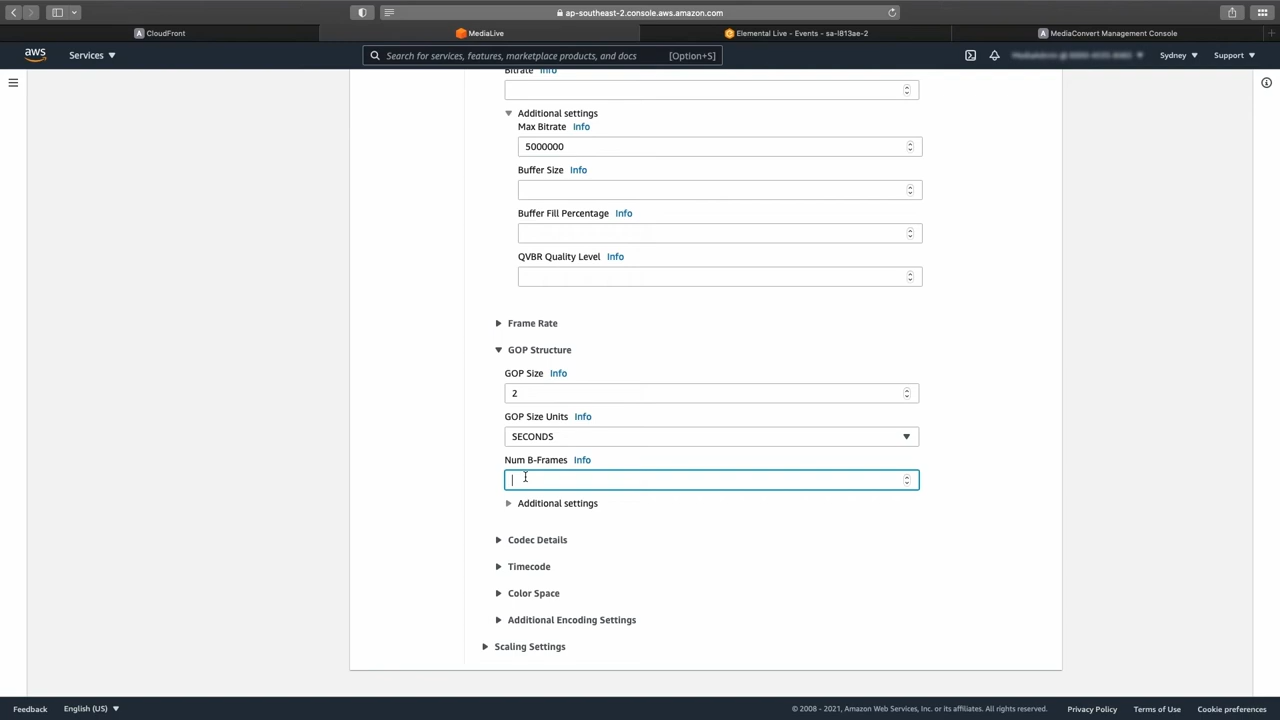 ap-southeast-2.console.aws.amazon.com
CloudFront
MediaLive
Elemental Live - Events - sa-l813ae-2
MediaConvert Management Console
aws
Services
Search for services, features, marketplace products, and docs
[Option+S]
Sydney
Support
Bitrate Info
Additional settings
Max Bitrate Info
5000000
Buffer Size Info
Buffer Fill Percentage Info
QVBR Quality Level Info
Frame Rate
GOP Structure
GOP Size Info
2
GOP Size Units Info
SECONDS
Num B-Frames Info
Additional settings
Codec Details
Timecode
Color Space
Additional Encoding Settings
Scaling Settings
Feedback
English (US)
© 2008 - 2021, Amazon Web Services, Inc. or its affiliates. All rights reserved.
Privacy Policy
Terms of Use
Cookie preferences